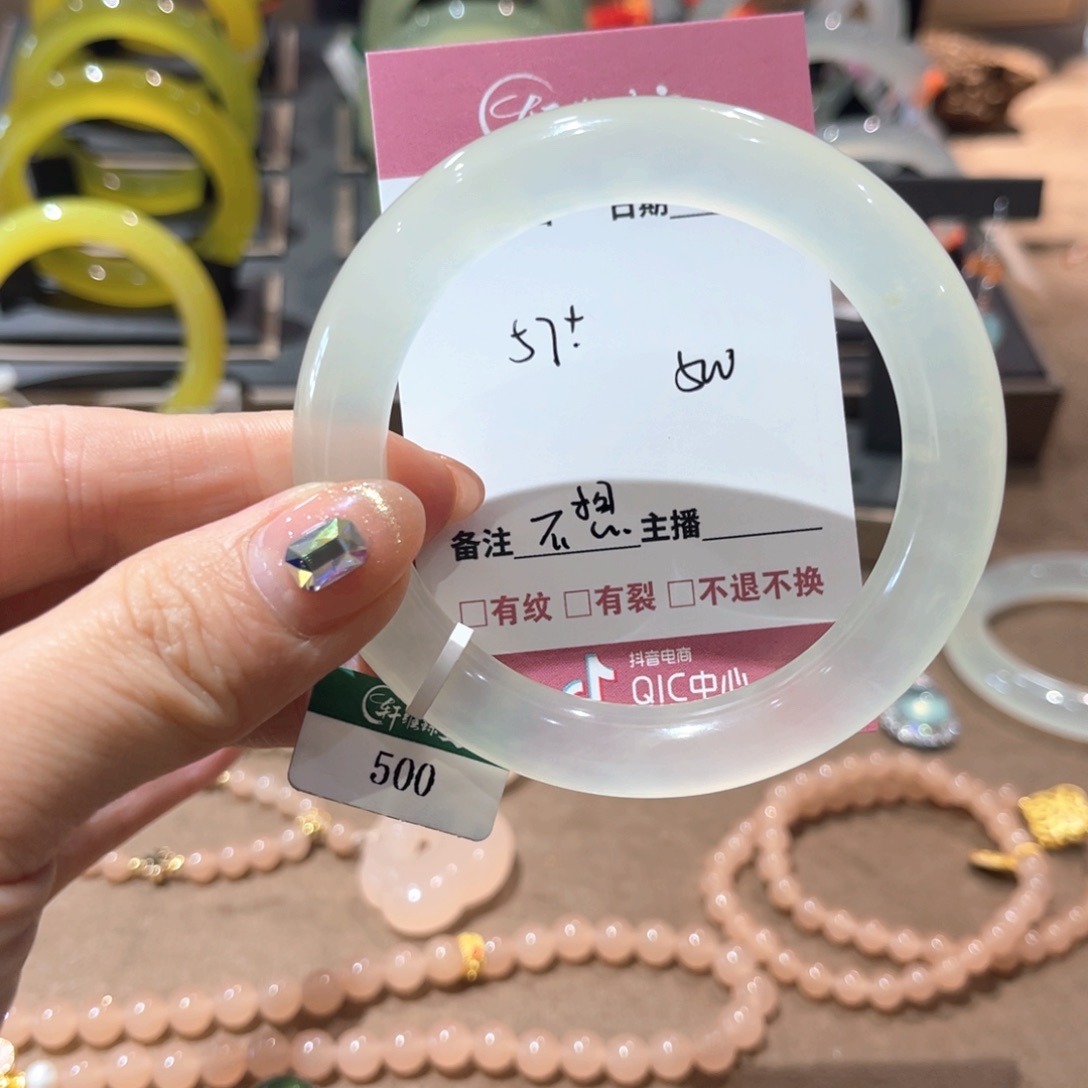 日期
57+
备注 不想 主播
□有纹 □有裂 □不退不换
抖音电商
QIC中心
轩
500